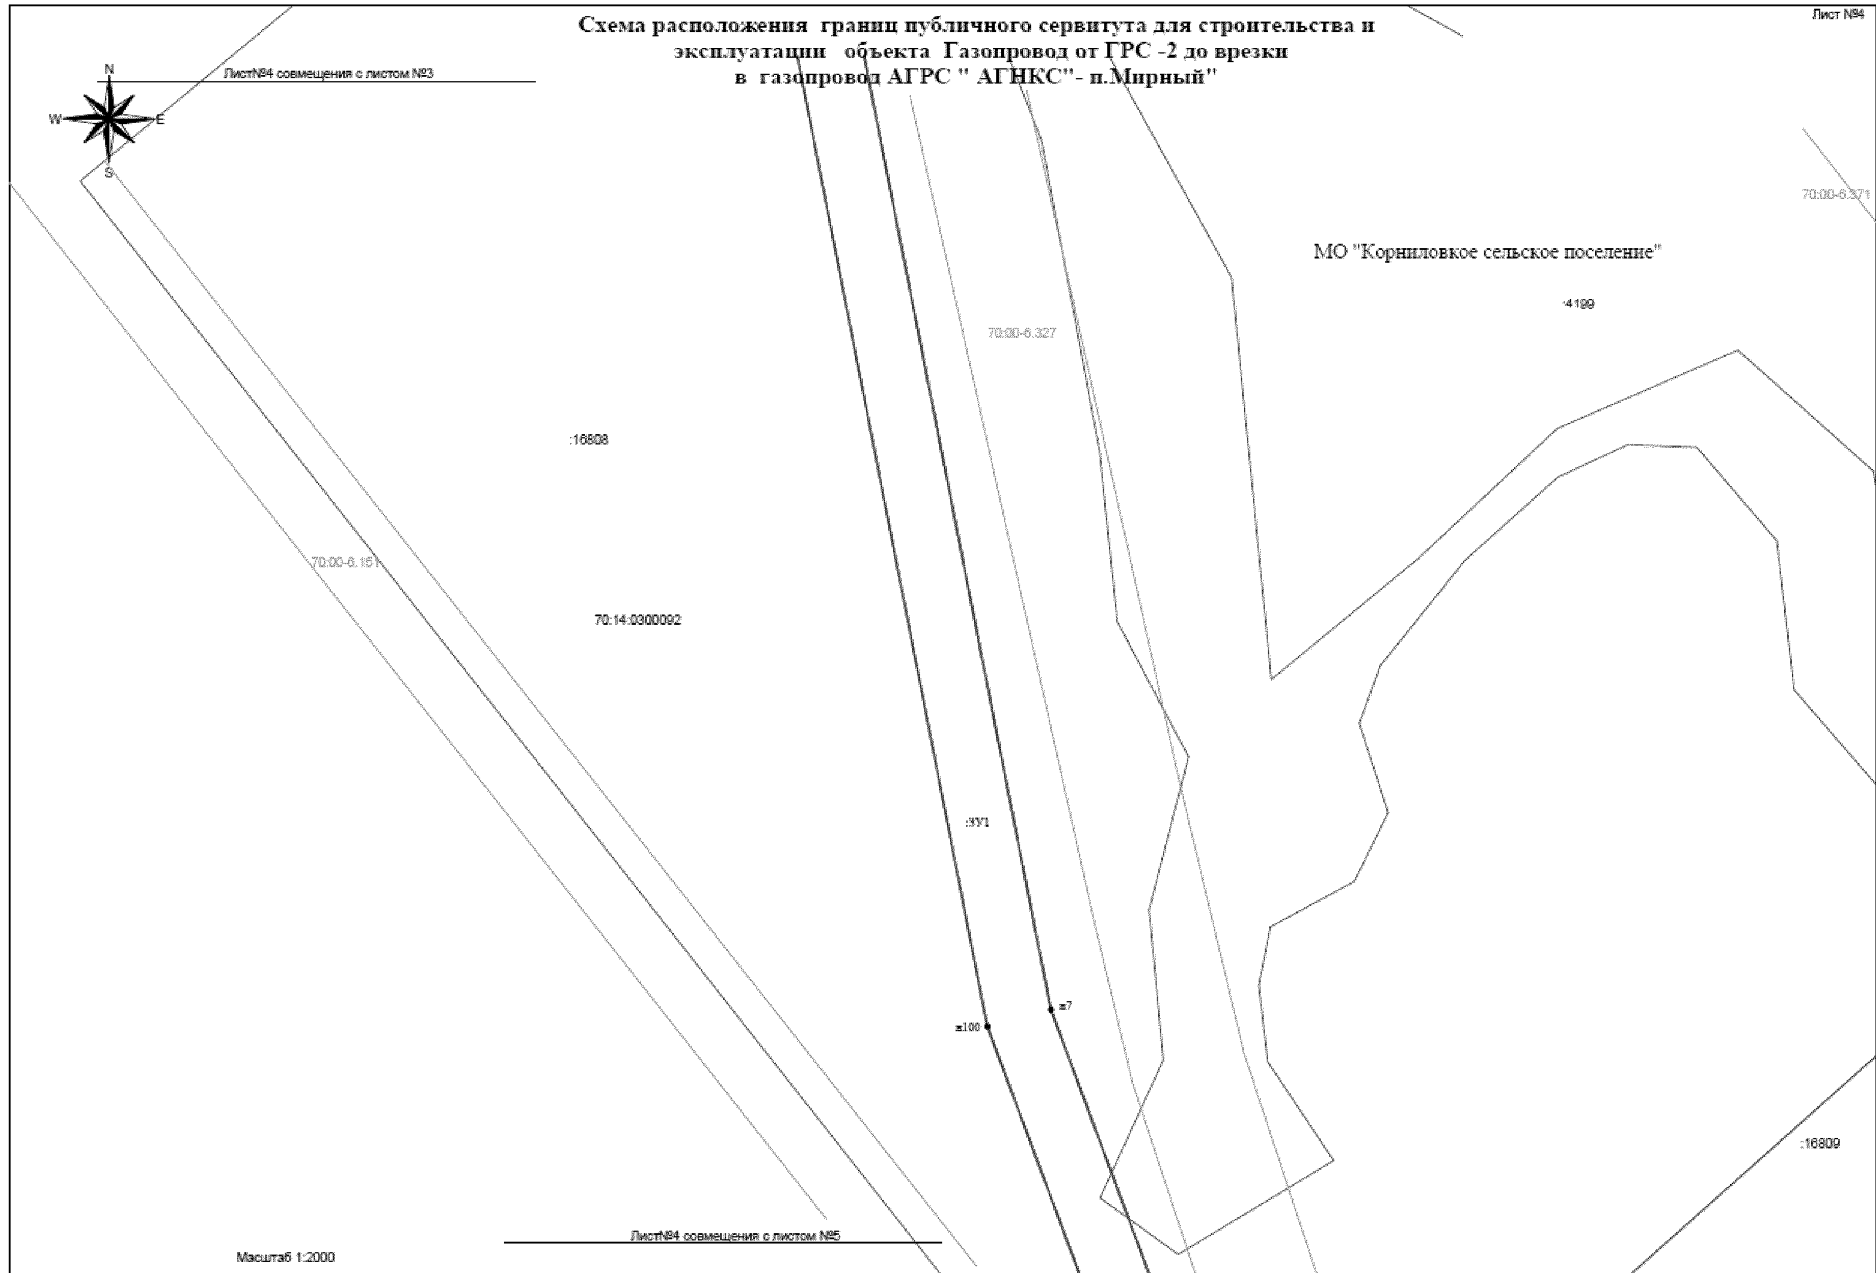 Лист №4
Схема расположения границ публичного сервитута для строительства и
эксплуатации объекта Газопровод от ГРС -2 до врезки
в газопровод АГРС " АГНКС"- п.Мирный"
Лист№4 совмещения с листом №3
N
W
E
S
70:00-6.371
МО "Корниловкое сельское поселение"
:4199
70:00-6.327
:16808
70:00-6.151
70:14:0300092
:ЗУ1
н7
н100
:16809
Лист№4 совмещения с листом №5
Масштаб 1:2000